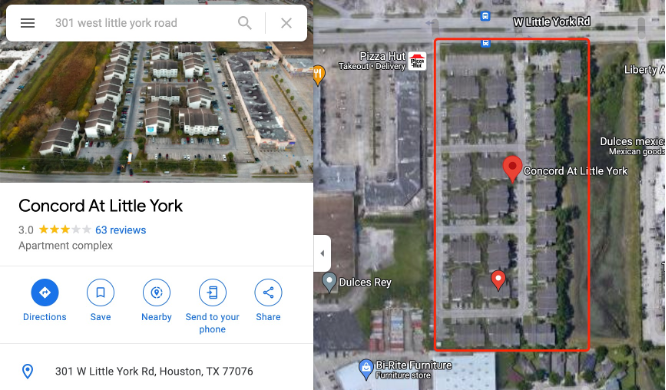 301 west little york road
Concord At Little York
3.0
63 reviews
Apartment complex
Directions
Save
Nearby
Send to your
phone
Share
301 W Little York Rd, Houston, TX 77076
W Little York Rd
Pizza Hut
Takeout • Delivery
Pizza
Hut
Liberty A
Dulces mexic
Mexican goods
Concord At Little York
Dulces Rey
Bi-Rite Furniture
Furniture store